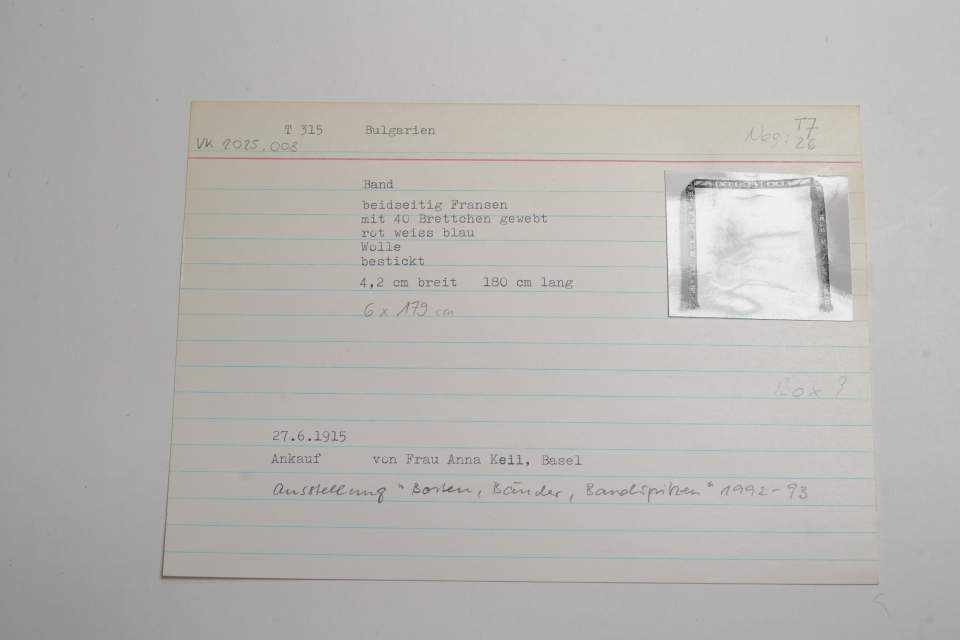 T 315 Bulgarien
VK 2025.008
Neg: T7
26
Band
beidseitig Fransen
mit 40 Brettchen gewebt
rot weiss blau
Wolle
bestickt
4,2 cm breit 180 cm lang
6 x 179 cm
27.6.1915
Ankauf von Frau Anna Keil, Basel
Ausstellung "Borten, Bänder, Bandspitzen" 1992-93